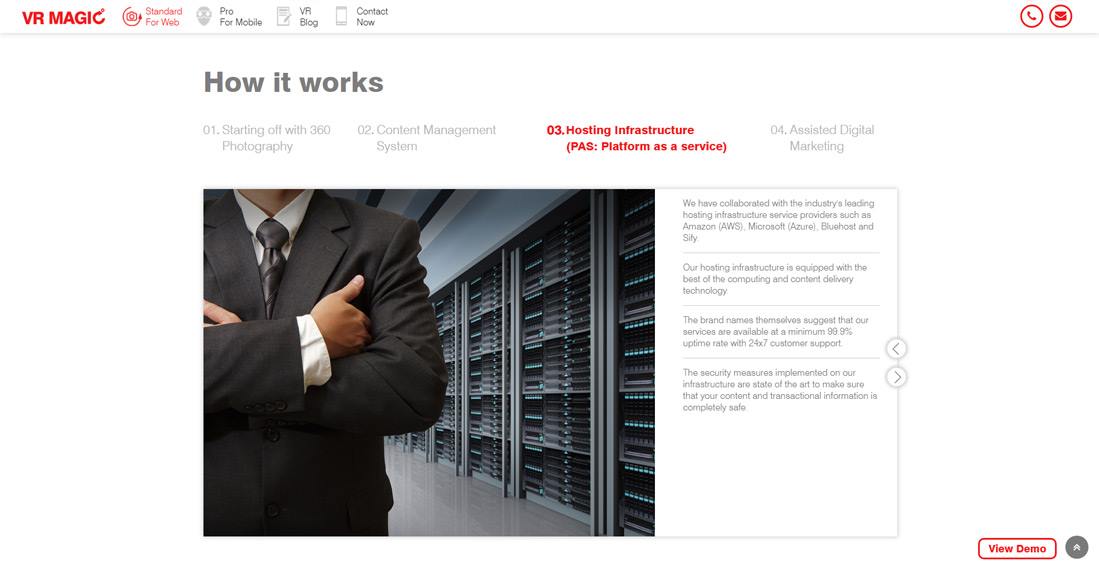 VR MAGIC
Standard
For Web
Pro
For Mobile
VR
Blog
Contact
Now
How it works
01. Starting off with 360
Photography
02. Content Management
System
03. Hosting Infrastructure
(PAS: Platform as a service)
04. Assisted Digital
Marketing
We have collaborated with the industry's leading
hosting infrastructure service providers such as
Amazon (AWS), Microsoft (Azure), Bluehost and
Sify.
Our hosting infrastructure is equipped with the
best of the computing and content delivery
technology.
The brand names themselves suggest that our
services are available at a minimum 99.9%
uptime rate with 24x7 customer support.
The security measures implemented on our
infrastructure are state of the art to make sure
that your content and transactional information is
completely safe.
View Demo